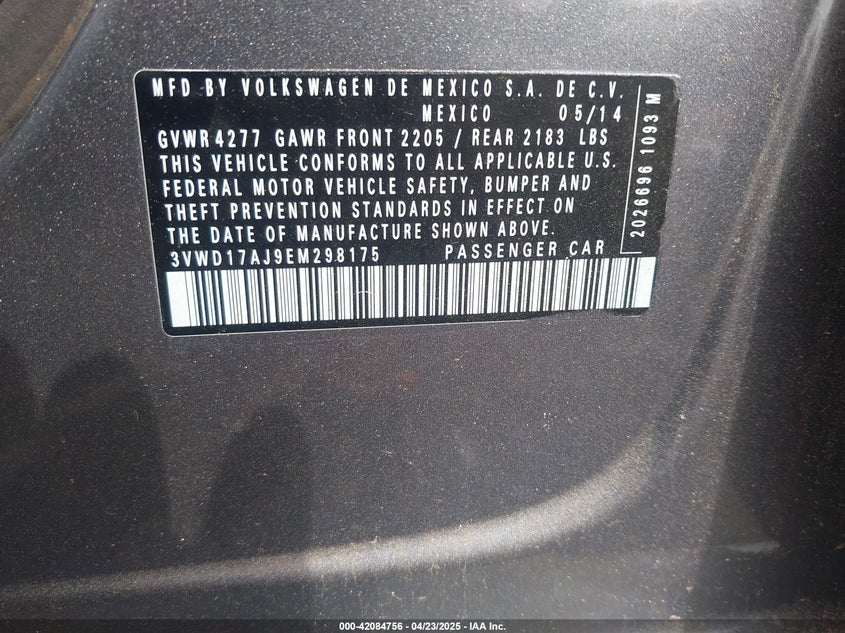 MFD BY VOLKSWAGEN DE MEXICO S.A. DE C.V.
MEXICO 05/14
GVWR 4277 GAWR FRONT 2205 / REAR 2183 LBS
THIS VEHICLE CONFORMS TO ALL APPLICABLE U.S.
FEDERAL MOTOR VEHICLE SAFETY, BUMPER AND
THEFT PREVENTION STANDARDS IN EFFECT ON
THE DATE OF MANUFACTURE SHOWN ABOVE.
3VWD17AJ9EM298175 PASSENGER CAR
2026696 1093 M
000-42084756 - 04/23/2025 - IAA Inc.